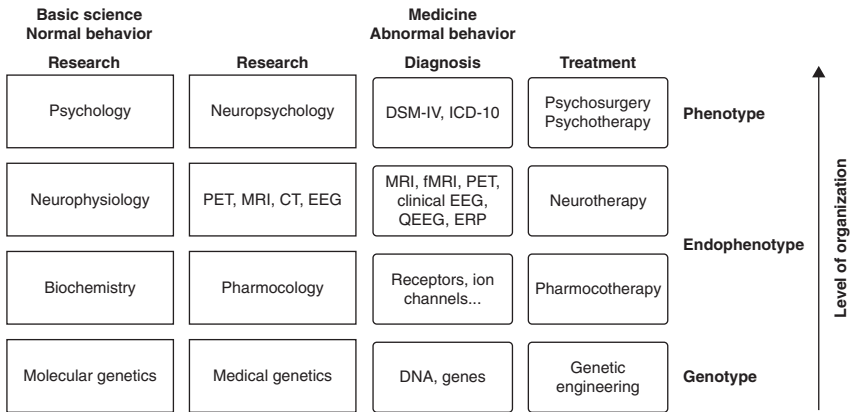 Basic science
Normal behavior
Medicine
Abnormal behavior
Research
Research
Diagnosis
Treatment
Psychology
Neuropsychology
DSM-IV, ICD-10
Psychosurgery
Psychotherapy
Phenotype
Neurophysiology
PET, MRI, CT, EEG
MRI, fMRI, PET,
clinical EEG,
QEEG, ERP
Neurotherapy
Endophenotype
Biochemistry
Pharmocology
Receptors, ion
channels...
Pharmocotherapy
Molecular genetics
Medical genetics
DNA, genes
Genetic
engineering
Genotype
Level of organization